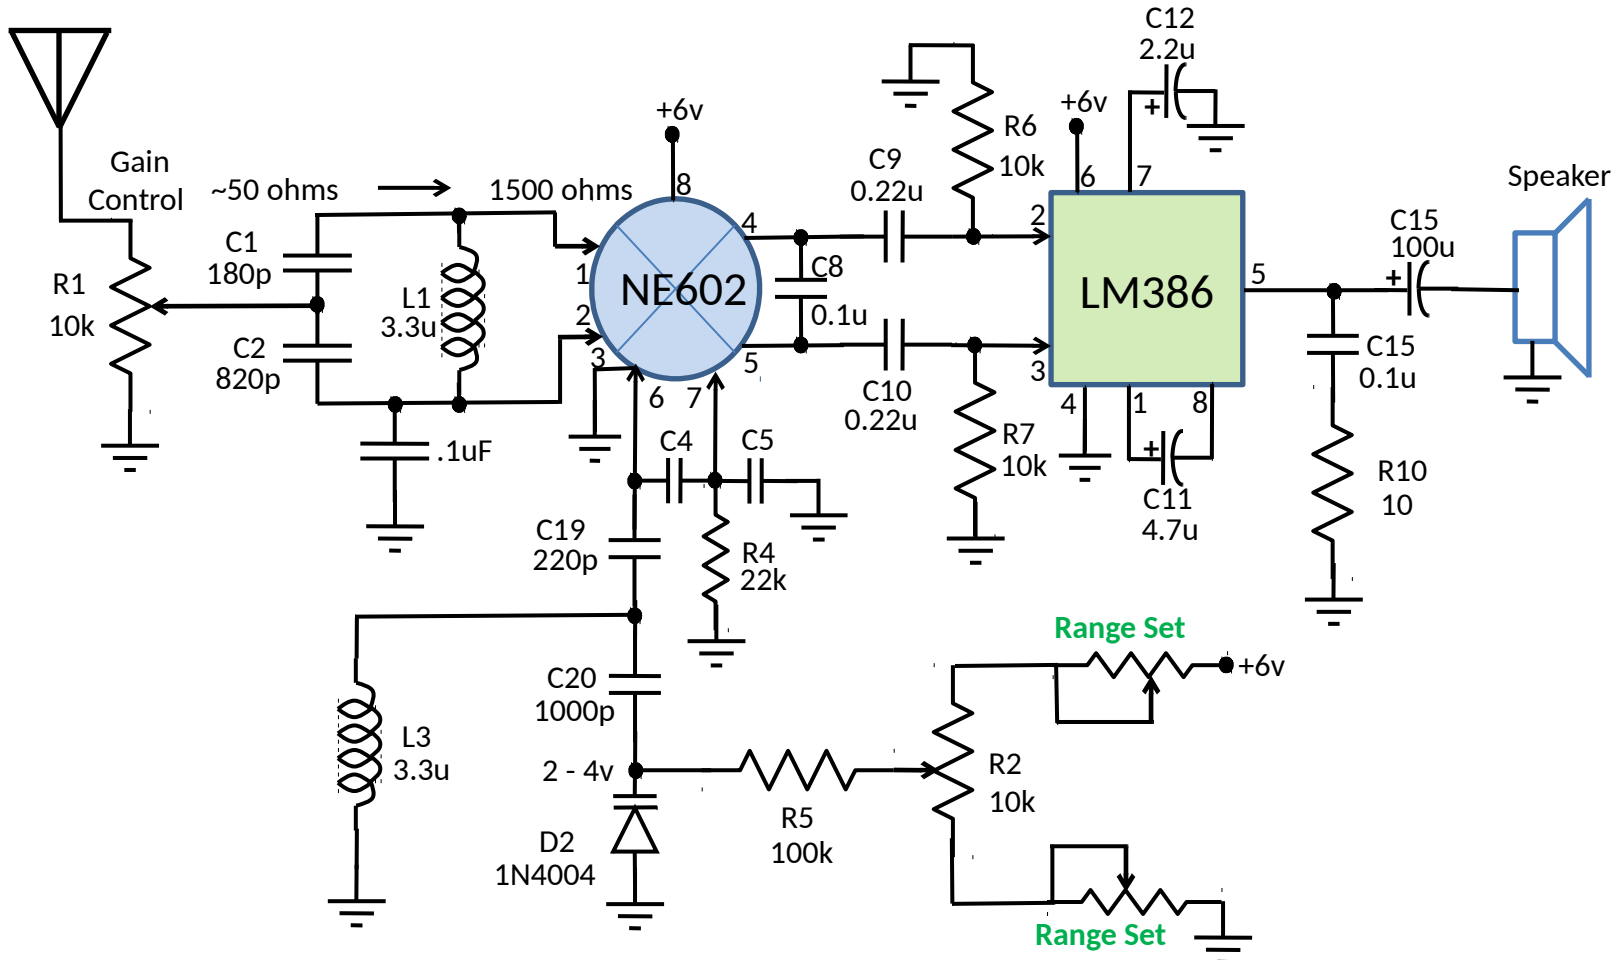 C12
2.2u
+6v
+6v
Gain
Control
~50 ohms
1500 ohms
8
C9
0.22u
R6
10k
6
7
Speaker
C1
180p
R1
10k
L1
3.3u
C2
820p
1
2
3
NE602
4
5
C8
0.1u
2
3
LM386
5
C15
100u
C15
0.1u
C10
0.22u
6
7
4
1
8
.1uF
C4
C5
R7
10k
C11
4.7u
R10
10
C19
220p
R4
22k
Range Set
+6v
C20
1000p
L3
3.3u
2 - 4v
R2
10k
R5
100k
D2
1N4004
Range Set